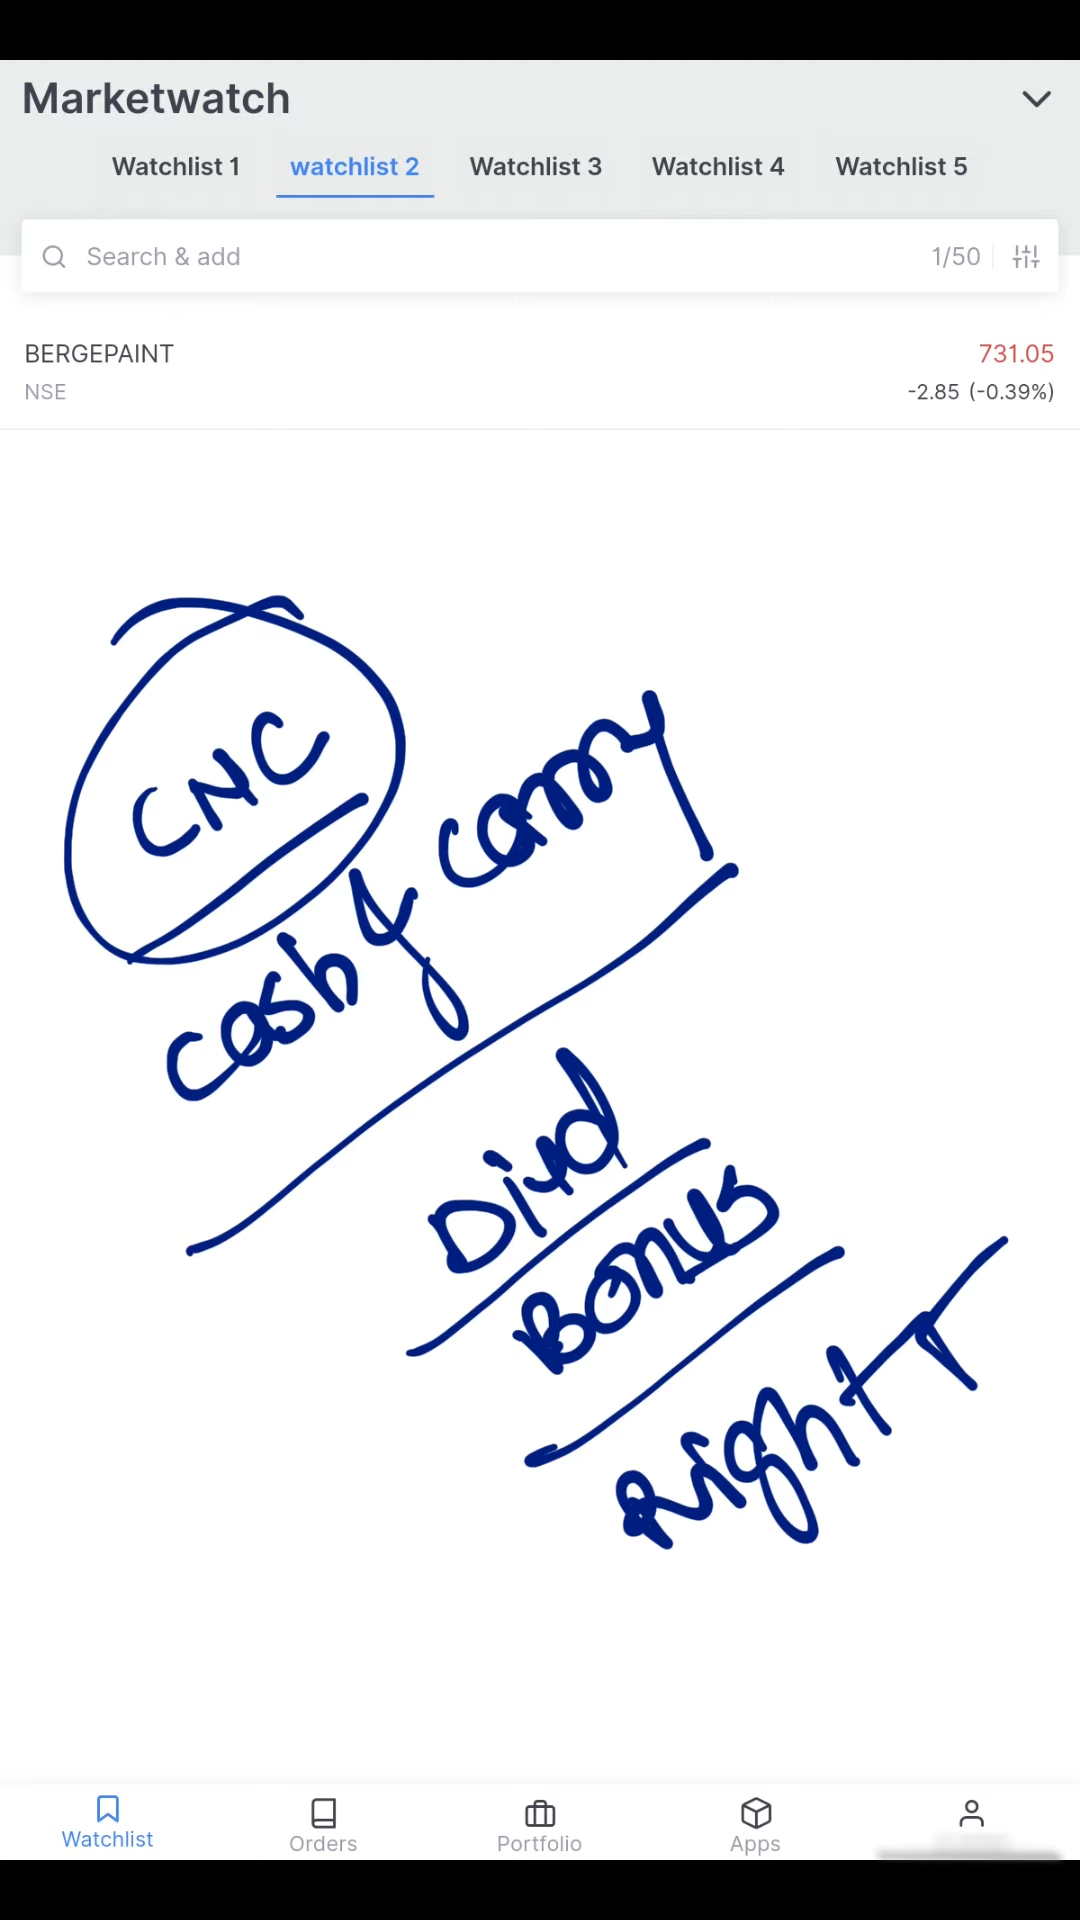 Marketwatch
Watchlist 1 watchlist 2 Watchlist 3 Watchlist 4 Watchlist 5
Search & add 1/50
BERGEPAINT 731.05
NSE -2.85 (-0.39%)
CNC
cash & carry
Divd
Bonus
Right
Watchlist Orders Portfolio Apps